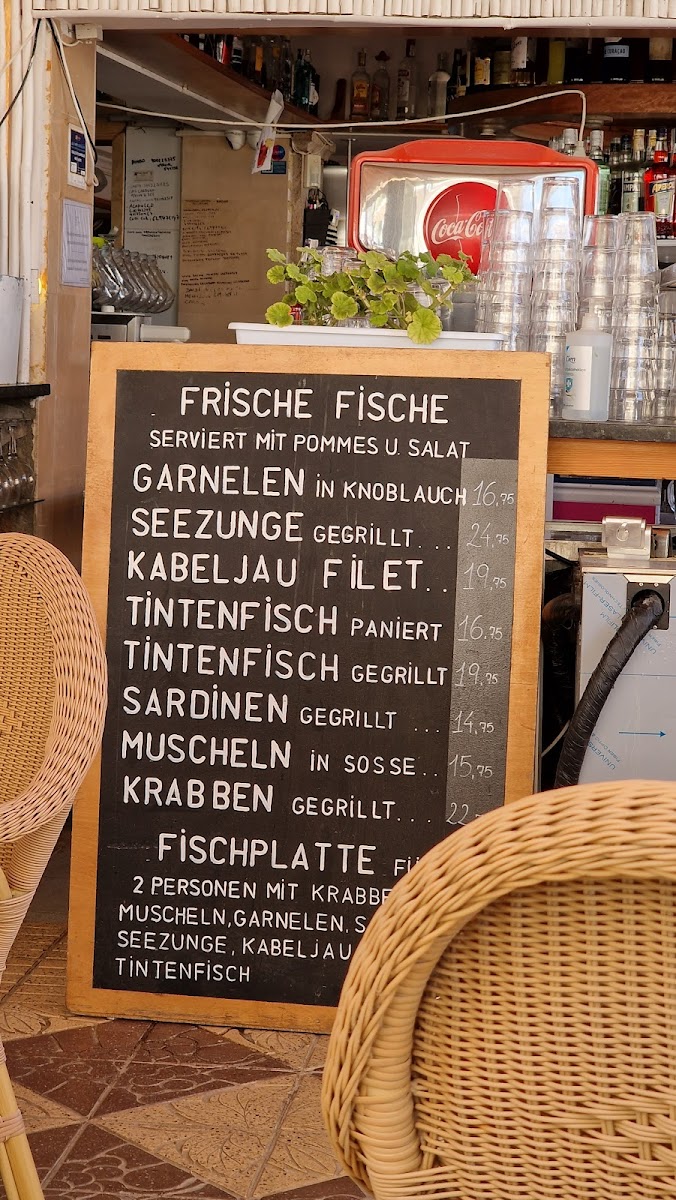 Coca-Cola
FRISCHE FISCHE
SERVIERT MIT POMMES U. SALAT
GARNELEN IN KNOBLAUCH 16,75
SEEZUNGE GEGRILLT... 24,75
KABELJAU FILET.. 19,75
TINTENFISCH PANIERT 16.75
TINTENFISCH GEGRILLT 19,75
SARDINEN GEGRILLT ... 14,75
MUSCHELN IN SOSSE.. 15,75
KRABBEN GEGRILLT... 22
FISCHPLATTE
2 PERSONEN MIT KRABBE
MUSCHELN, GARNELEN, S
SEEZUNGE, KABELJAU
TINTENFISCH